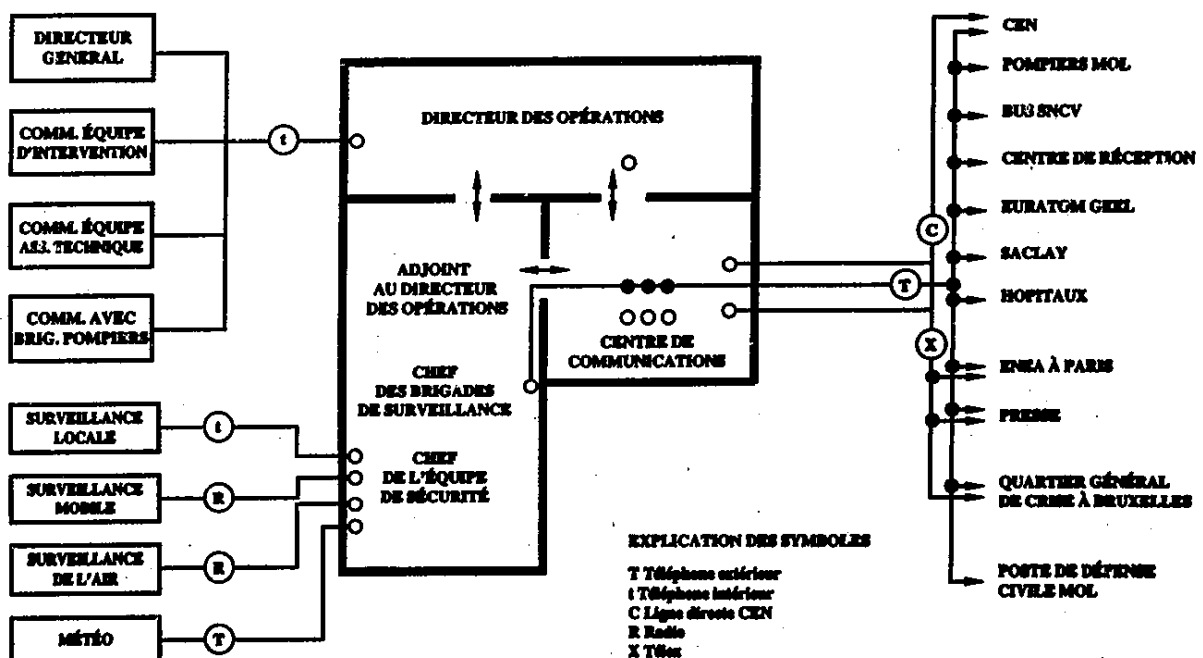 DIRECTEUR
GÉNÉRAL
COMM. ÉQUIPE
D'INTERVENTION
t
COMM. ÉQUIPE
ASS. TECHNIQUE
COMM. AVEC
BRIG. POMPIERS
SURVEILLANCE
LOCALE
t
SURVEILLANCE
MOBILE
R
SURVEILLANCE
DE L'AIR
R
MÉTÉO
T
DIRECTEUR DES OPÉRATIONS
ADJOINT
AU DIRECTEUR
DES OPÉRATIONS
CHEF
DES BRIGADES
DE SURVEILLANCE
CHEF
DE L'ÉQUIPE
DE SÉCURITÉ
CENTRE DE
COMMUNICATIONS
C
T
X
CEN
POMPIERS MOL
BUS SNCV
CENTRE DE RÉCEPTION
EURATOM GEEL
SACLAY
HOPITAUX
ENEA À PARIS
PRESSE
QUARTIER GÉNÉRAL
DE CRISE À BRUXELLES
POSTE DE DÉFENSE
CIVILE MOL
EXPLICATION DES SYMBOLES
T Téléphone extérieur
t Téléphone intérieur
C Ligne directe CEN
R Radio
X Télex